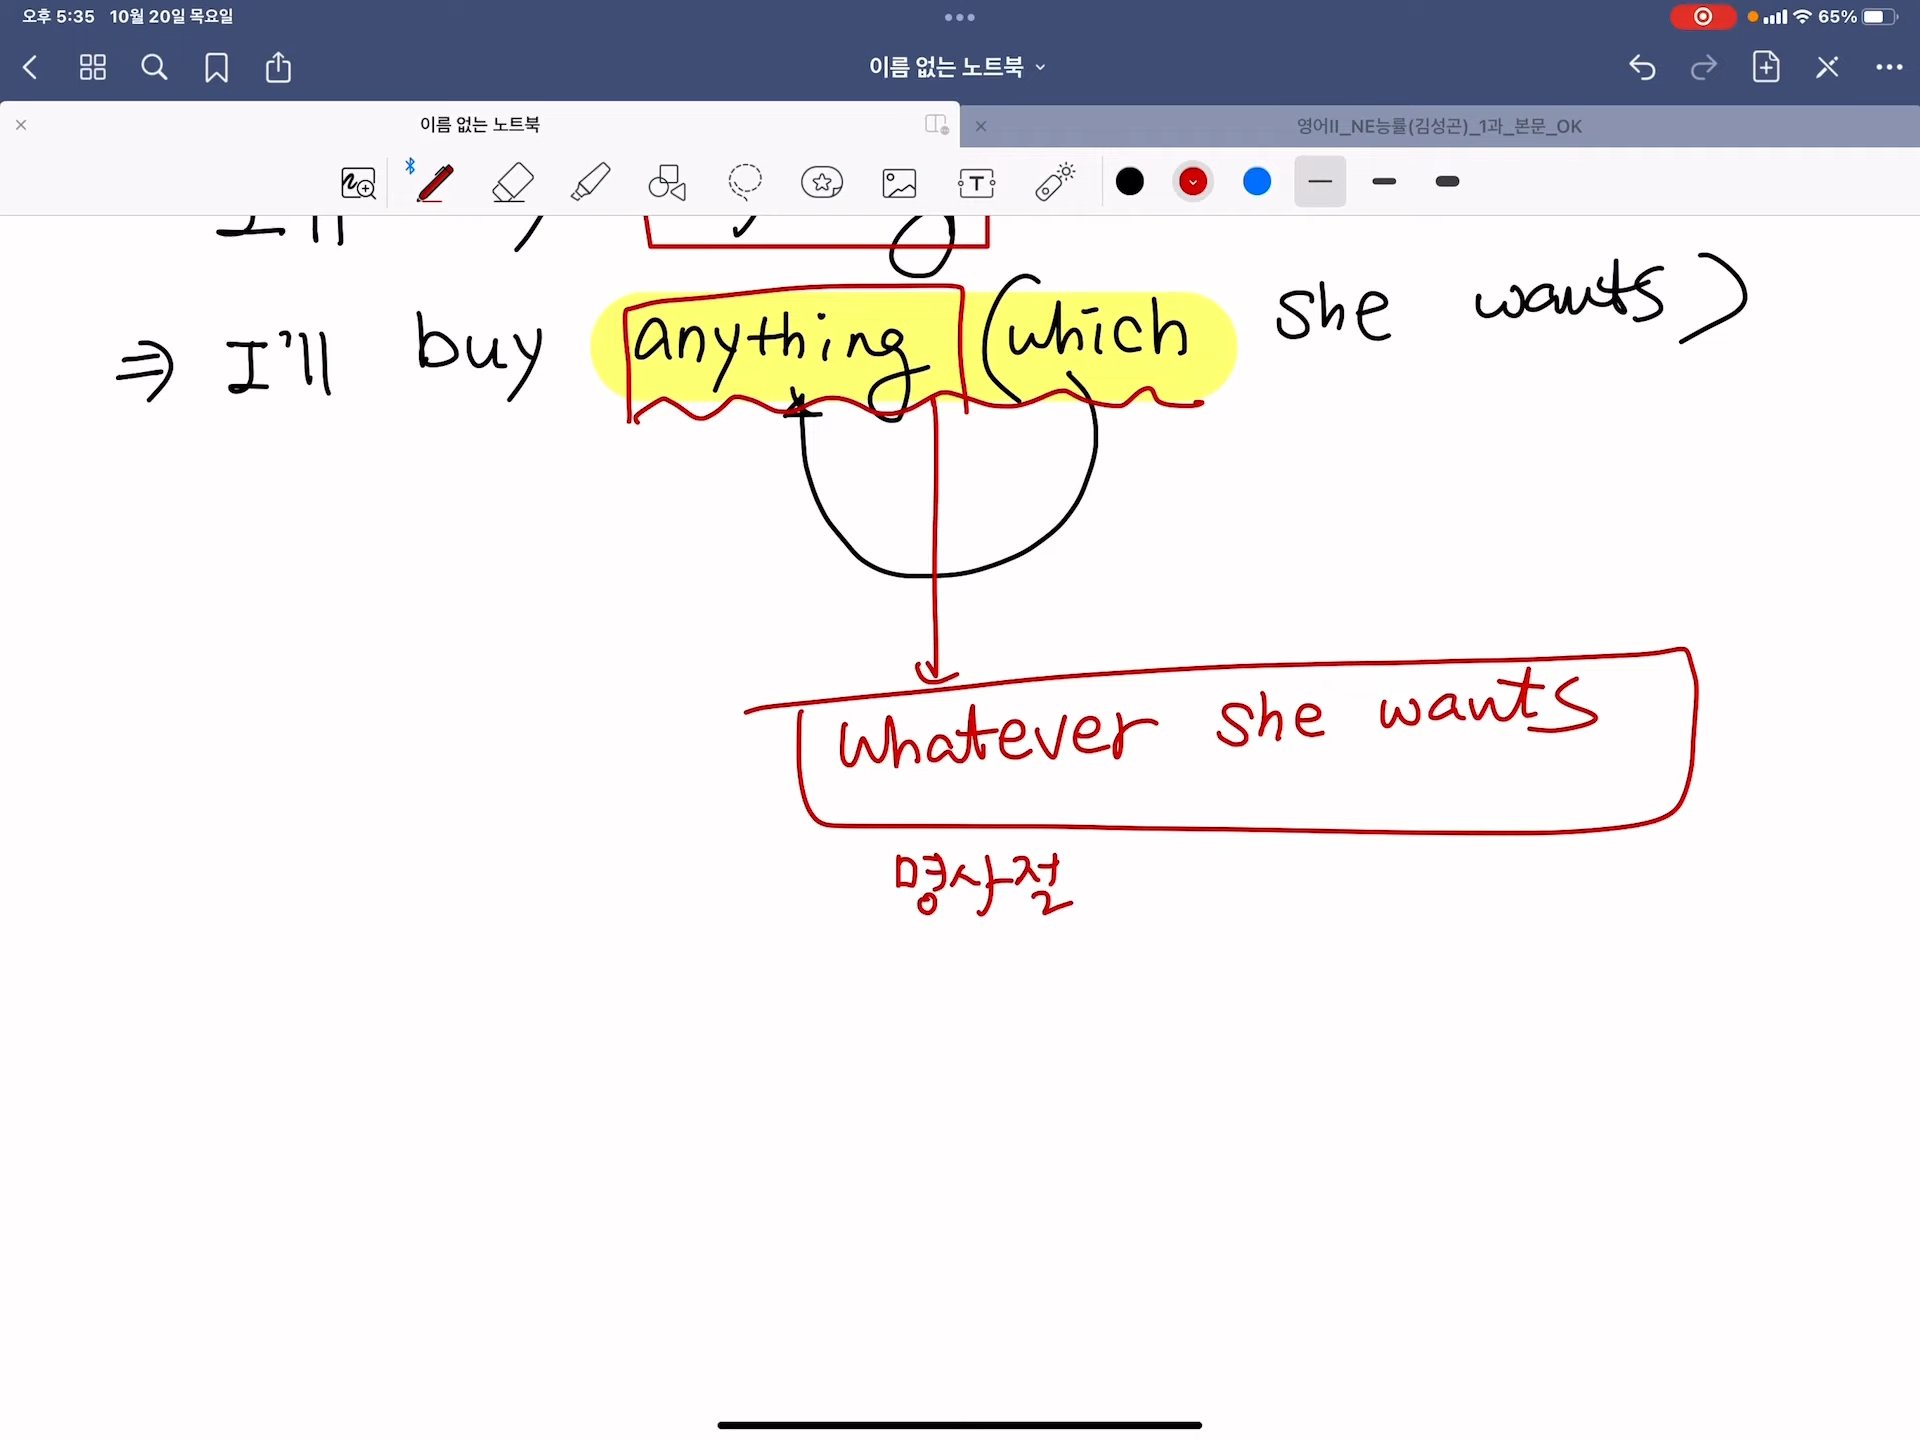 오후 5:35 10월 20일 목요일 65%
이름 없는 노트북
이름 없는 노트북 영어II_NE능률(김성곤)_1과_본문_OK
T
I'll
⇒ I'll buy anything (which she wants)
whatever she wants
명사절